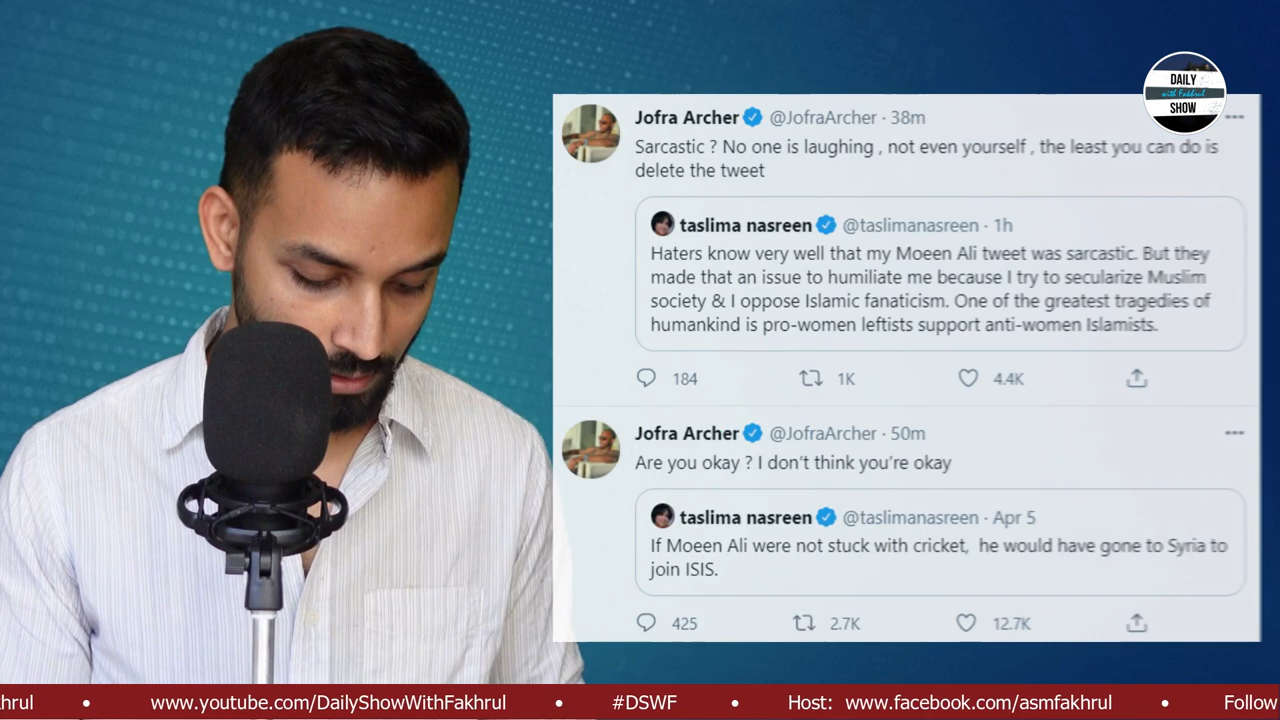 DAILY
with Fakhrul
SHOW
Jofra Archer @JofraArcher · 38m
Sarcastic ? No one is laughing , not even yourself , the least you can do is
delete the tweet
taslima nasreen @taslimanasreen · 1h
Haters know very well that my Moeen Ali tweet was sarcastic. But they
made that an issue to humiliate me because I try to secularize Muslim
society & I oppose Islamic fanaticism. One of the greatest tragedies of
humankind is pro-women leftists support anti-women Islamists.
184 1K 4.4K
Jofra Archer @JofraArcher · 50m
Are you okay ? I don't think you're okay
taslima nasreen @taslimanasreen · Apr 5
If Moeen Ali were not stuck with cricket, he would have gone to Syria to
join ISIS.
425 2.7K 12.7K
hrul • www.youtube.com/DailyShowWithFakhrul • #DSWF • Host: www.facebook.com/asmfakhrul • Follow